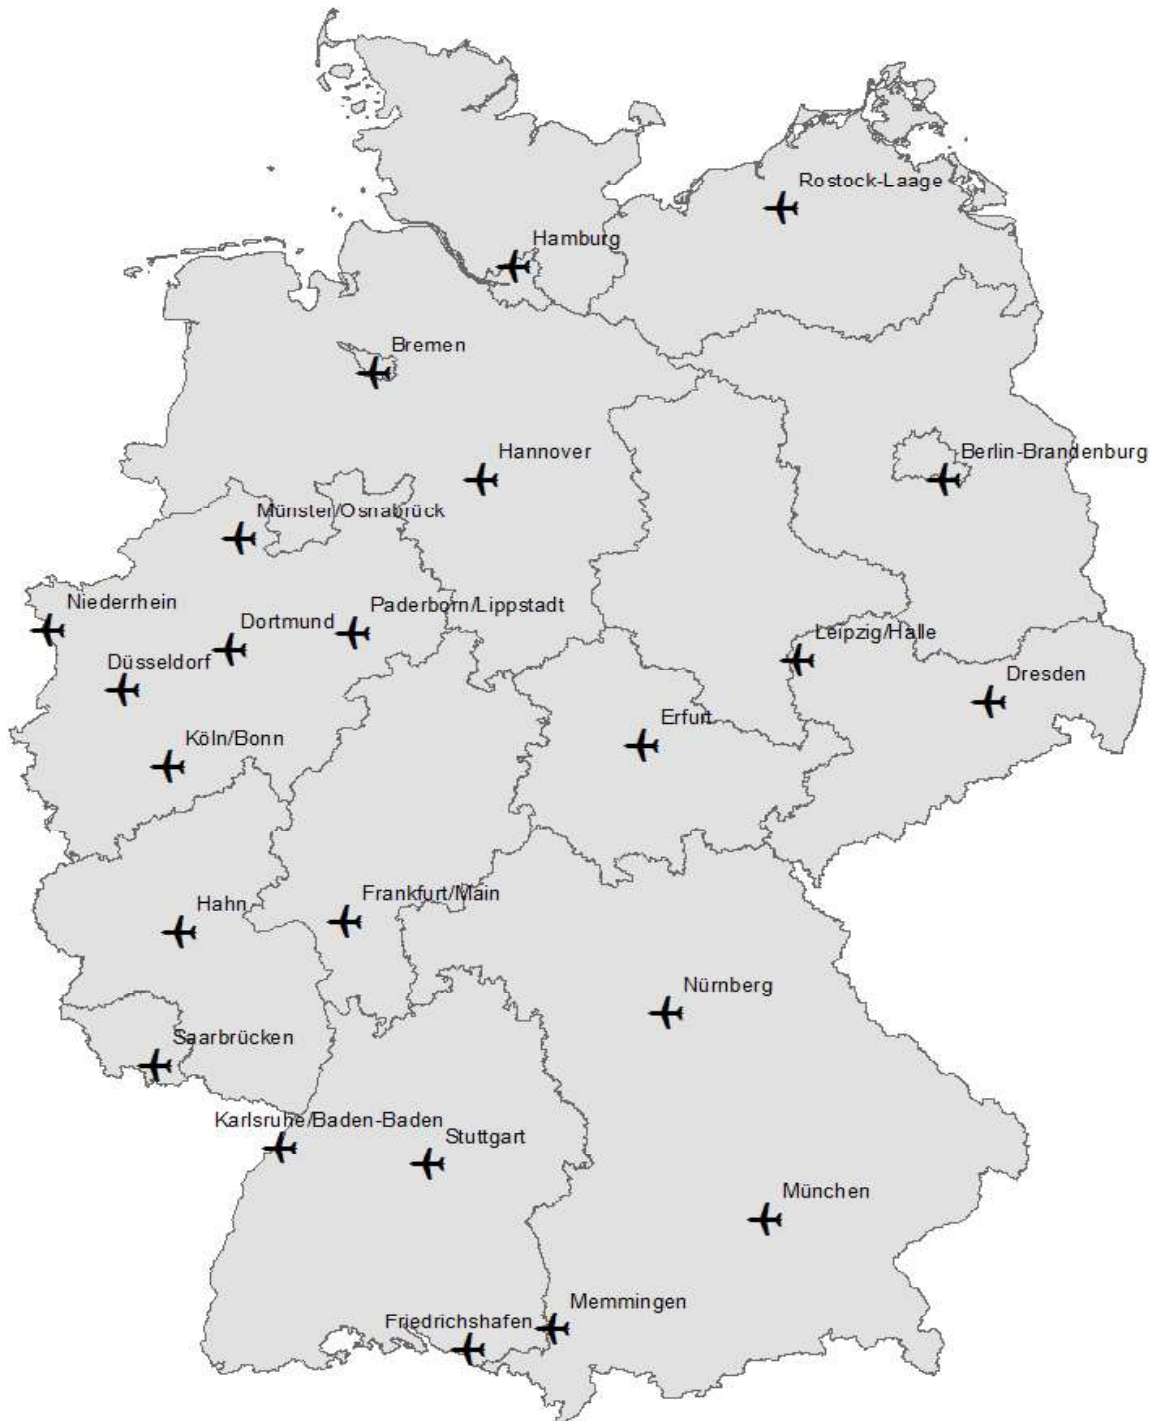 Rostock-Laage
Hamburg
Bremen
Hannover
Berlin-Brandenburg
Münster/Osnabrück
Niederrhein
Paderborn/Lippstadt
Dortmund
Leipzig/Halle
Düsseldorf
Dresden
Erfurt
Köln/Bonn
Frankfurt/Main
Hahn
Nürnberg
Saarbrücken
Karlsruhe/Baden-Baden
Stuttgart
München
Memmingen
Friedrichshafen